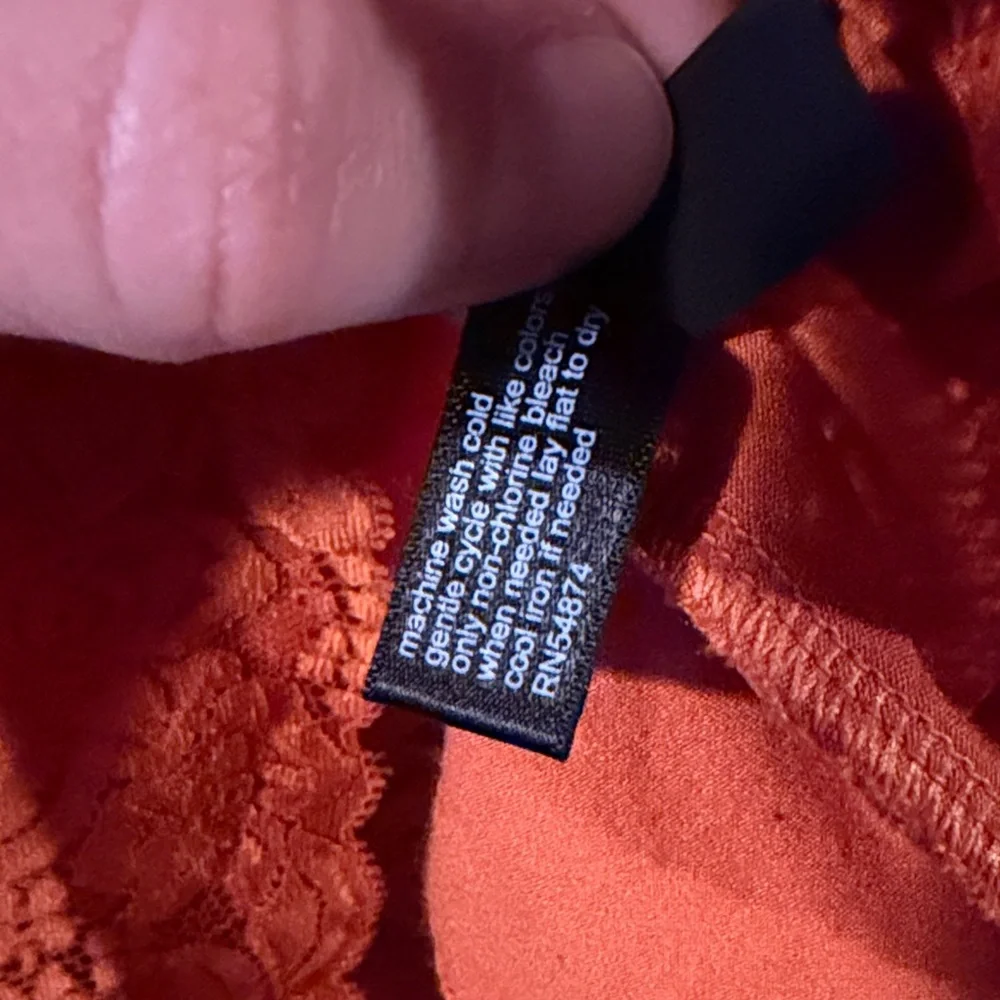 machine wash cold
gentle cycle with like colors
only non-chlorine bleach
when needed lay flat to dry
cool iron if needed
RN54874